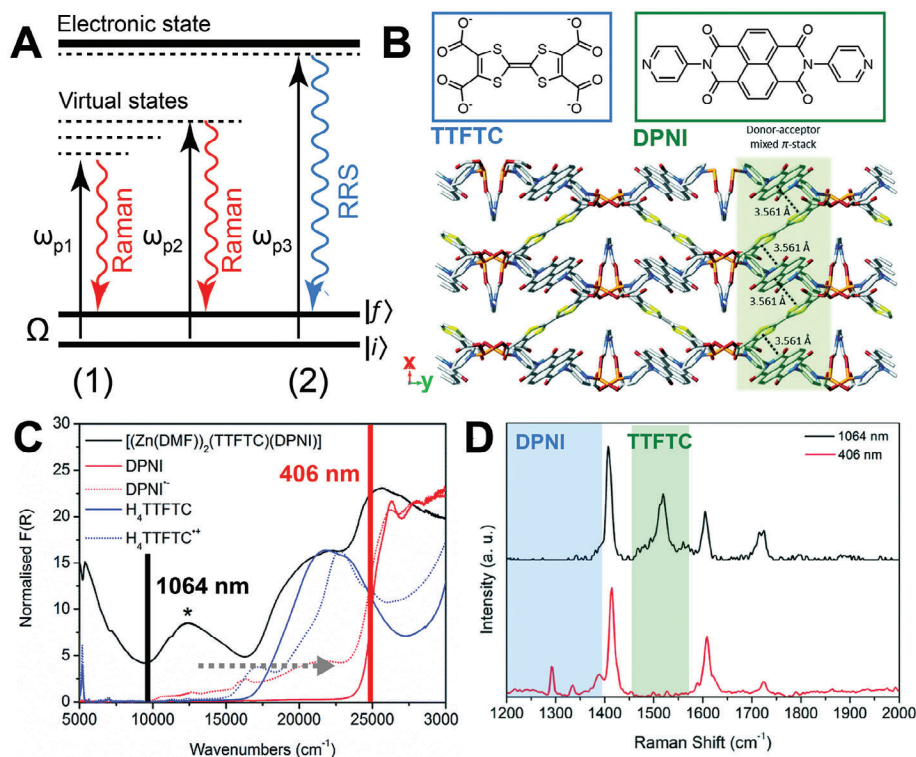 A
Electronic state
Virtual states
ωp1
Raman
ωp2
Raman
ωp3
RRS
Ω
|f⟩
|i⟩
(1)
(2)
B
O⁻
O
O
O⁻
S
S
S
S
O⁻
O
O
O⁻
TTFTC
N
N
O
O
O
O
N
N
DPNI
Donor-acceptor
mixed π-stack
3.561 Å
3.561 Å
3.561 Å
3.561 Å
x
y
C
Normalised F(R)
30
25
20
15
10
5
0
[(Zn(DMF))₂(TTFTC)(DPNI)]
DPNI
DPNI•−
H₄TTFTC
H₄TTFTC•+
406 nm
1064 nm
*
5000
10000
15000
20000
25000
3000
Wavenumbers (cm⁻¹)
D
DPNI
TTFTC
1064 nm
406 nm
Intensity (a. u.)
1200 1300 1400 1500 1600 1700 1800 1900 2000
Raman Shift (cm⁻¹)